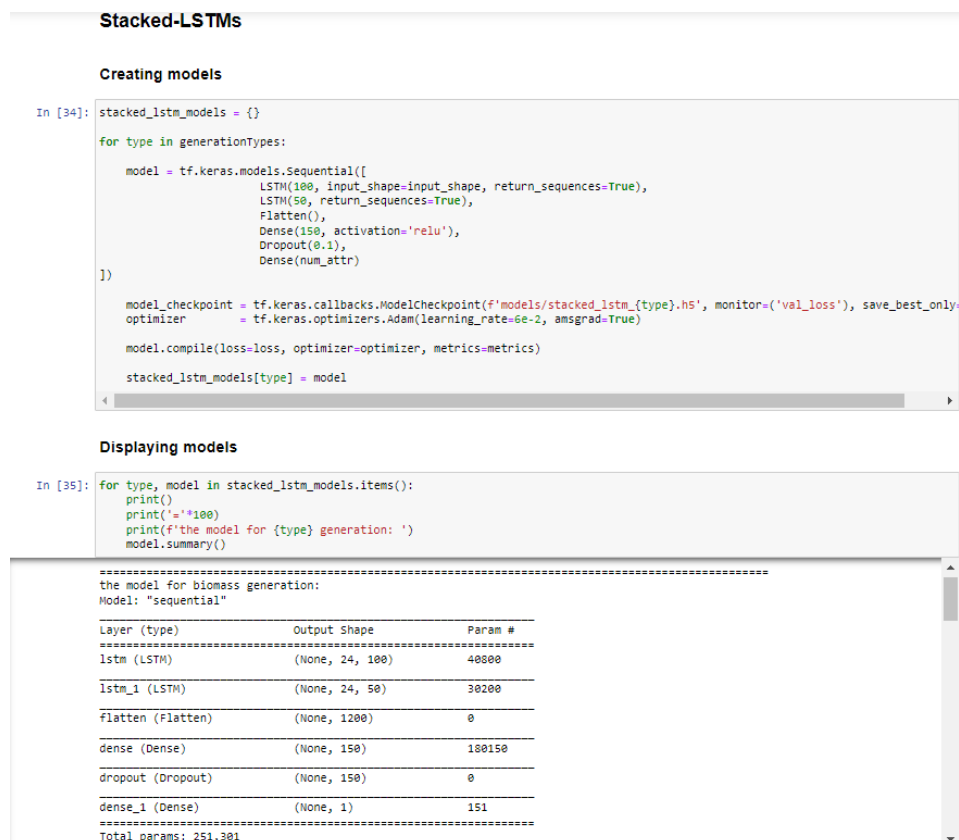 Stacked-LSTMs
Creating models
In [34]: stacked_lstm_models = {}
for type in generationTypes:
model = tf.keras.models.Sequential([
LSTM(100, input_shape=input_shape, return_sequences=True),
LSTM(50, return_sequences=True),
Flatten(),
Dense(150, activation='relu'),
Dropout(0.1),
Dense(num_attr)
])
model_checkpoint = tf.keras.callbacks.ModelCheckpoint(f'models/stacked_lstm_{type}.h5', monitor=('val_loss'), save_best_only=
optimizer = tf.keras.optimizers.Adam(learning_rate=6e-2, amsgrad=True)
model.compile(loss=loss, optimizer=optimizer, metrics=metrics)
stacked_lstm_models[type] = model
Displaying models
In [35]: for type, model in stacked_lstm_models.items():
print()
print('='*100)
print(f'the model for {type} generation: ')
model.summary()
====================================================================================================
the model for biomass generation:
Model: "sequential"
_________________________________________________________________
Layer (type) Output Shape Param #
=================================================================
lstm (LSTM) (None, 24, 100) 40800
_________________________________________________________________
lstm_1 (LSTM) (None, 24, 50) 30200
_________________________________________________________________
flatten (Flatten) (None, 1200) 0
_________________________________________________________________
dense (Dense) (None, 150) 180150
_________________________________________________________________
dropout (Dropout) (None, 150) 0
_________________________________________________________________
dense_1 (Dense) (None, 1) 151
=================================================================
Total params: 251,301